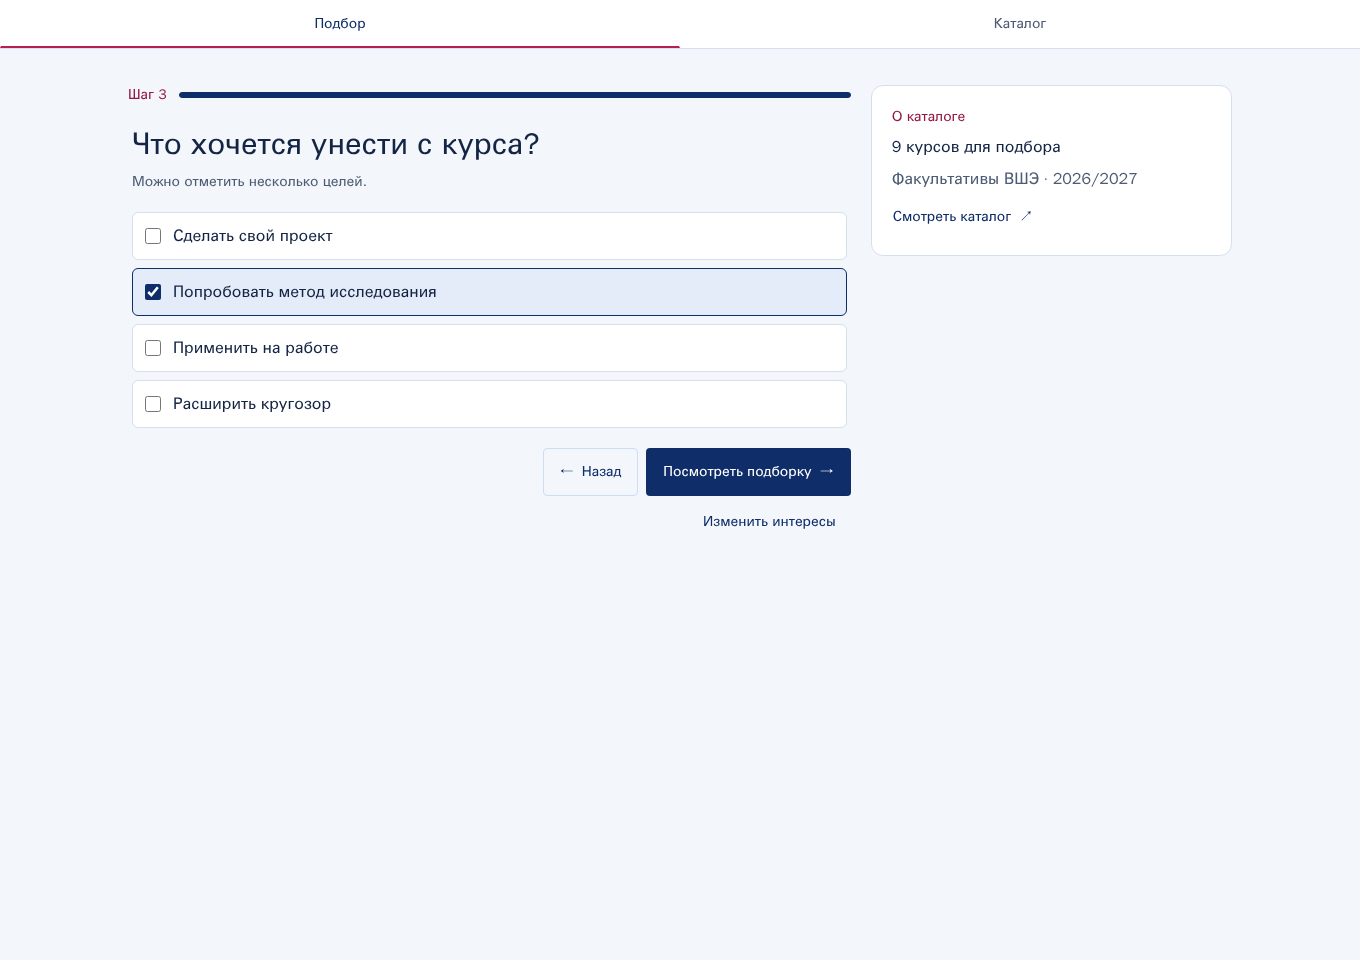 Подбор
Каталог
Шаг 3
Что хочется унести с курса?
Можно отметить несколько целей.
Сделать свой проект
Попробовать метод исследования
Применить на работе
Расширить кругозор
← Назад
Посмотреть подборку →
Изменить интересы
О каталоге
9 курсов для подбора
Факультативы ВШЭ · 2026/2027
Смотреть каталог ↗